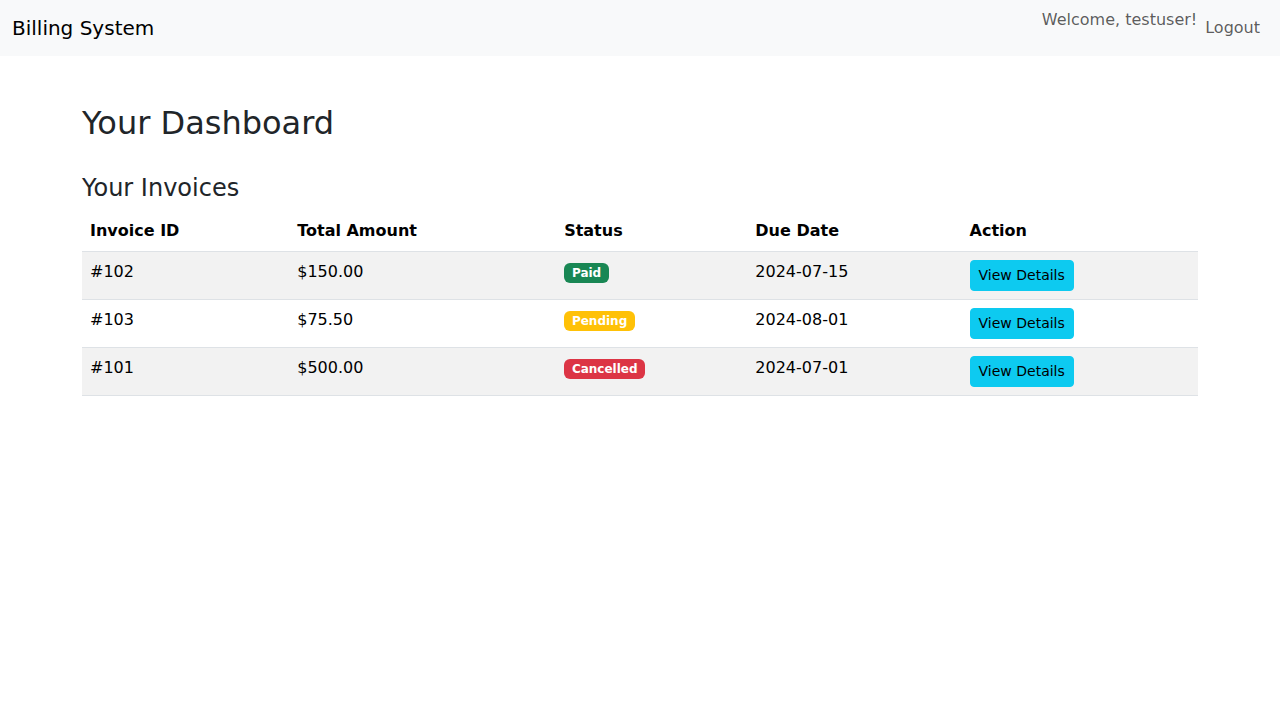 Billing System
Welcome, testuser!
Logout
Your Dashboard
Your Invoices
Invoice ID Total Amount Status Due Date Action
#102 $150.00 Paid 2024-07-15 View Details
#103 $75.50 Pending 2024-08-01 View Details
#101 $500.00 Cancelled 2024-07-01 View Details